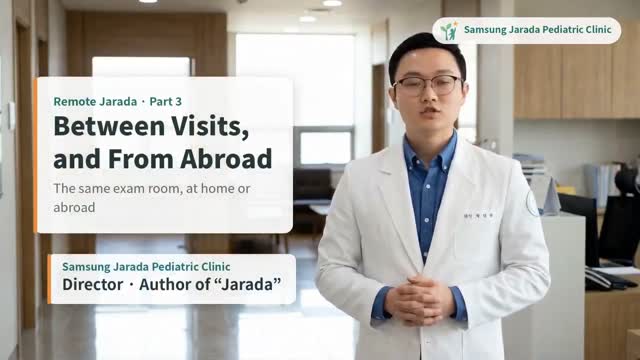 Samsung Jarada Pediatric Clinic
Remote Jarada · Part 3
Between Visits,
and From Abroad
The same exam room, at home or
abroad
Samsung Jarada Pediatric Clinic
Director · Author of “Jarada”